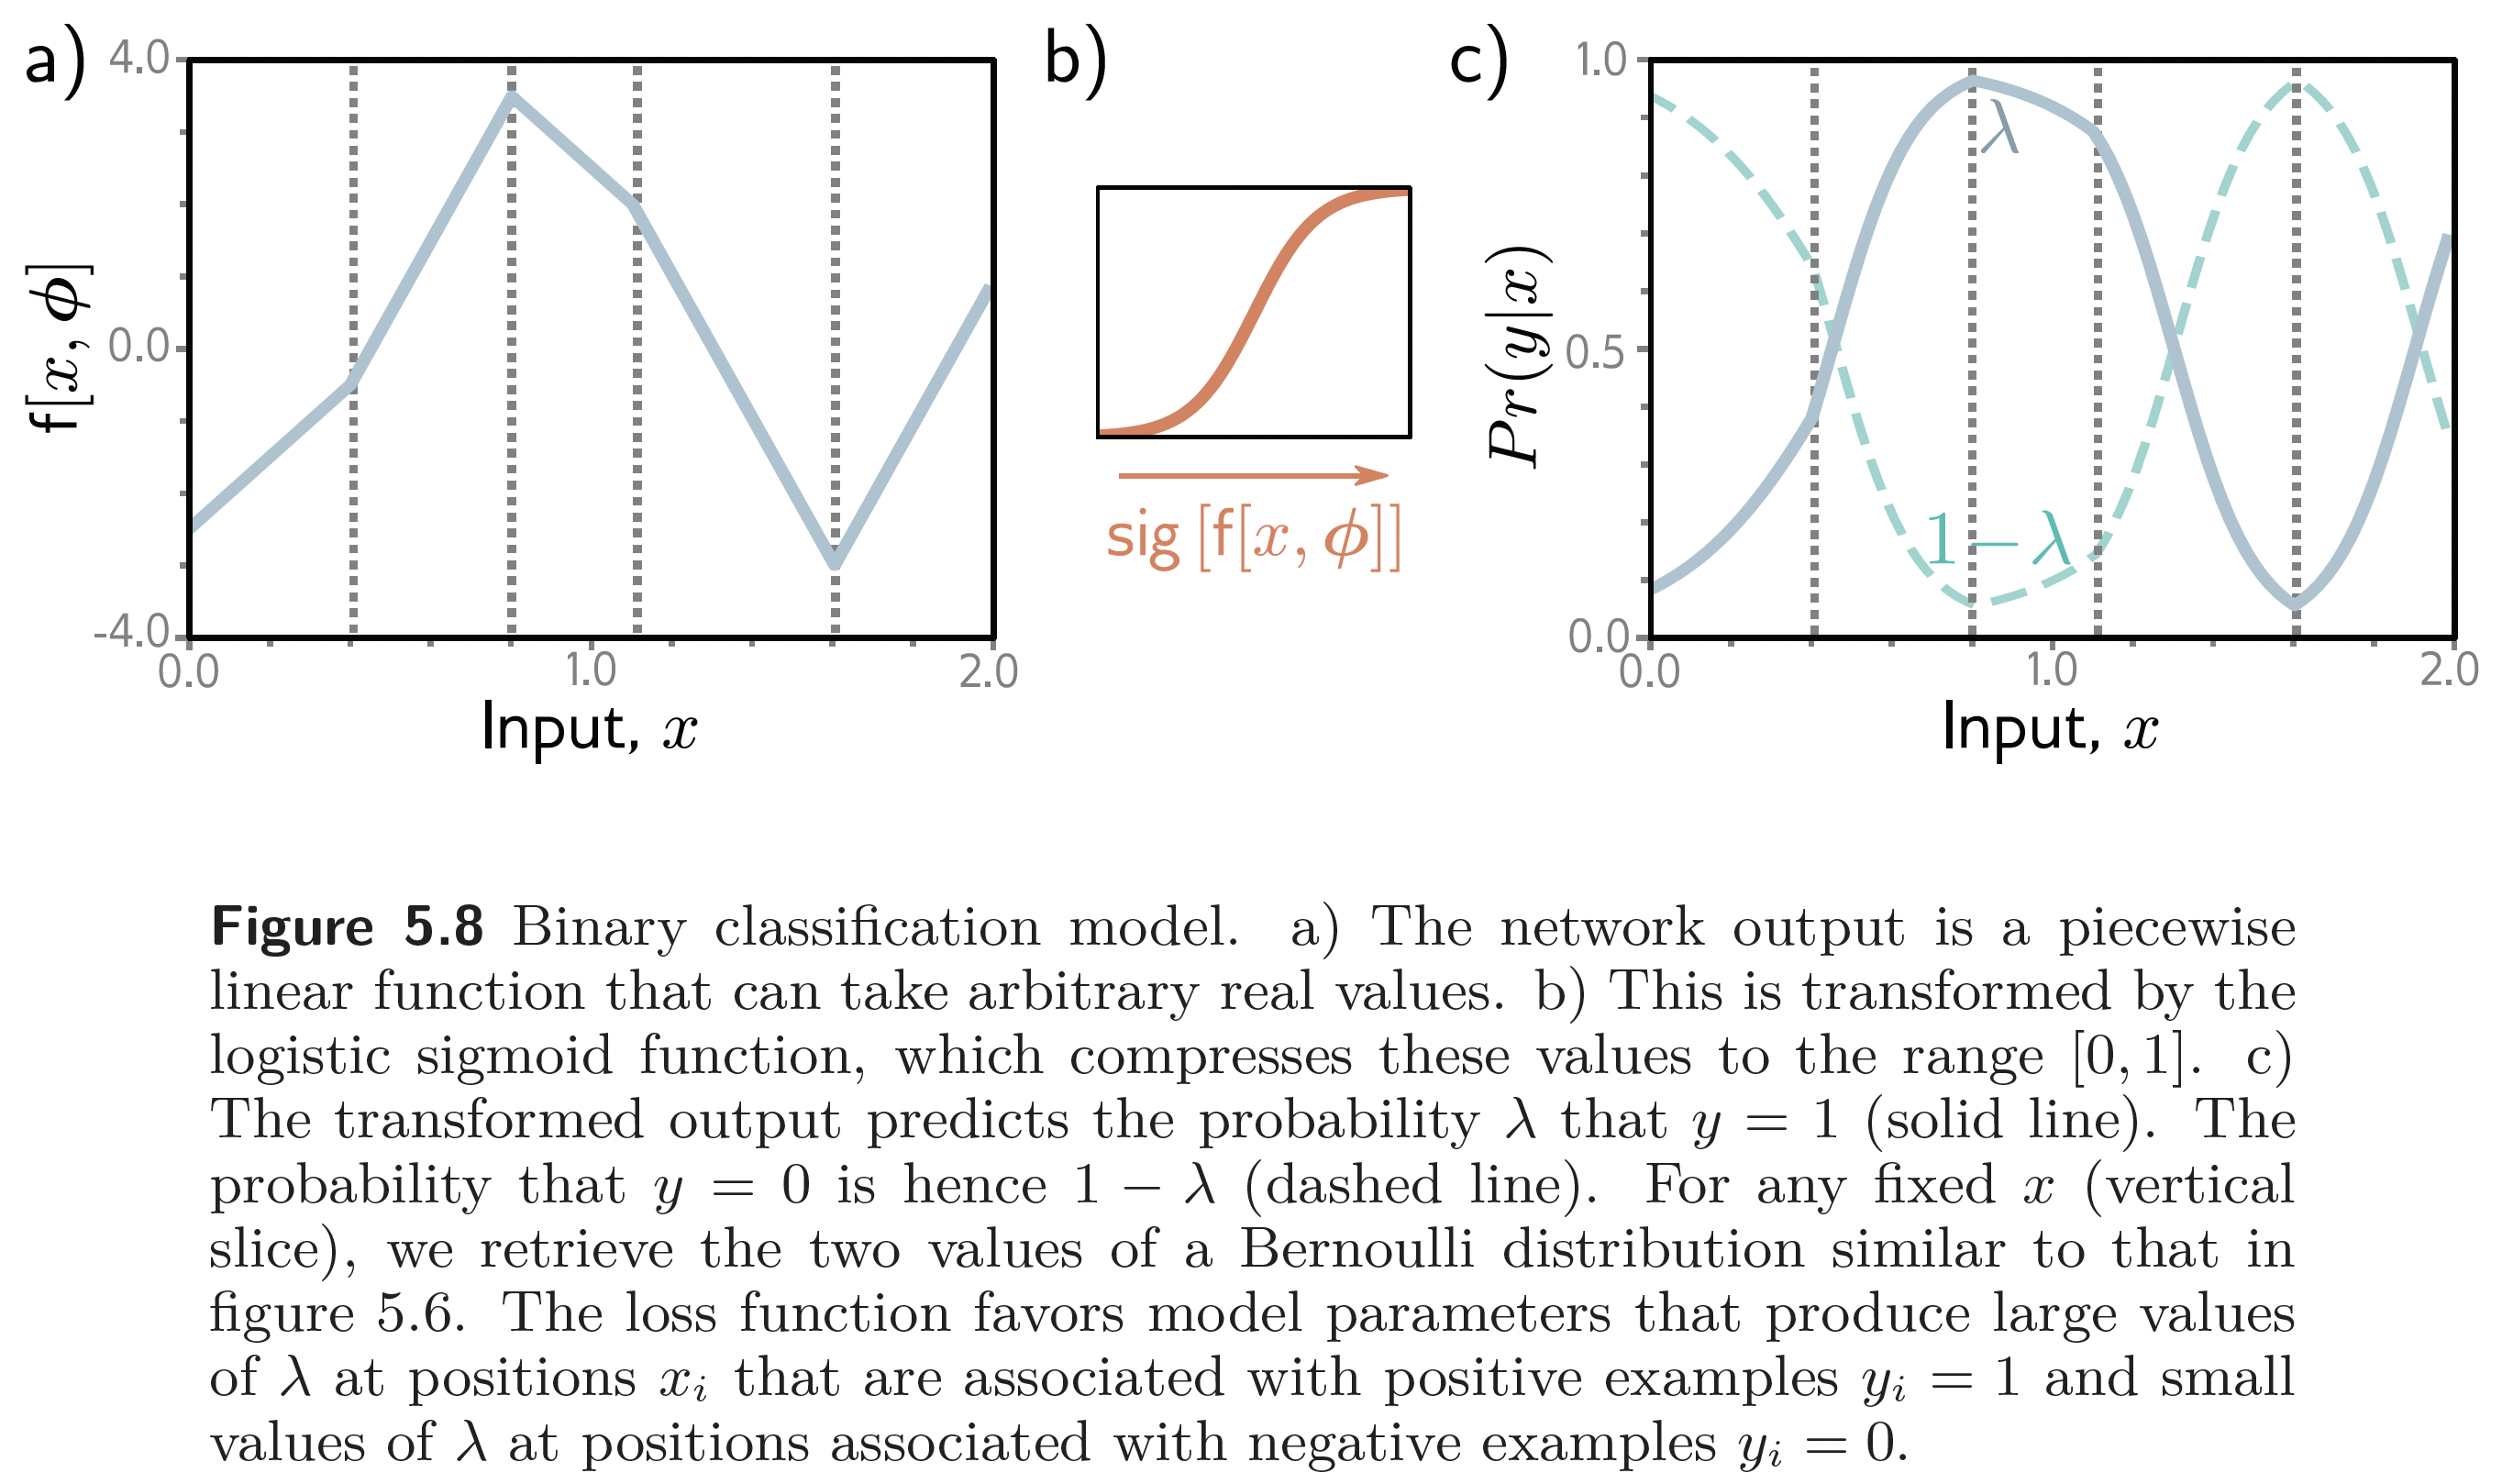 a)
4.0
0.0
-4.0
f[x, ϕ]
0.0 1.0 2.0
Input, x
b)
sig [f[x, ϕ]]
c)
1.0
0.5
0.0
Pr(y|x)
λ
1 − λ
0.0 1.0 2.0
Input, x
Figure 5.8 Binary classification model. a) The network output is a piecewise
linear function that can take arbitrary real values. b) This is transformed by the
logistic sigmoid function, which compresses these values to the range [0, 1]. c)
The transformed output predicts the probability λ that y = 1 (solid line). The
probability that y = 0 is hence 1 − λ (dashed line). For any fixed x (vertical
slice), we retrieve the two values of a Bernoulli distribution similar to that in
figure 5.6. The loss function favors model parameters that produce large values
of λ at positions xᵢ that are associated with positive examples yᵢ = 1 and small
values of λ at positions associated with negative examples yᵢ = 0.